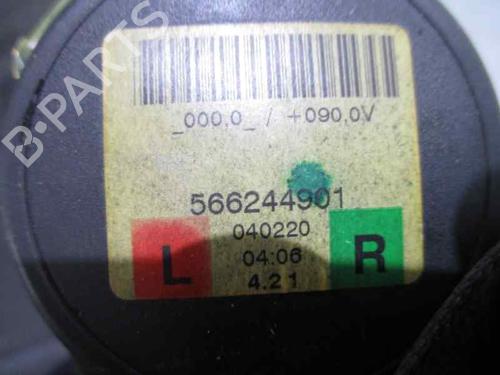 _000,0_ / +090,0V
566244901
040220
L 04:06 R
4.21
B-PARTS